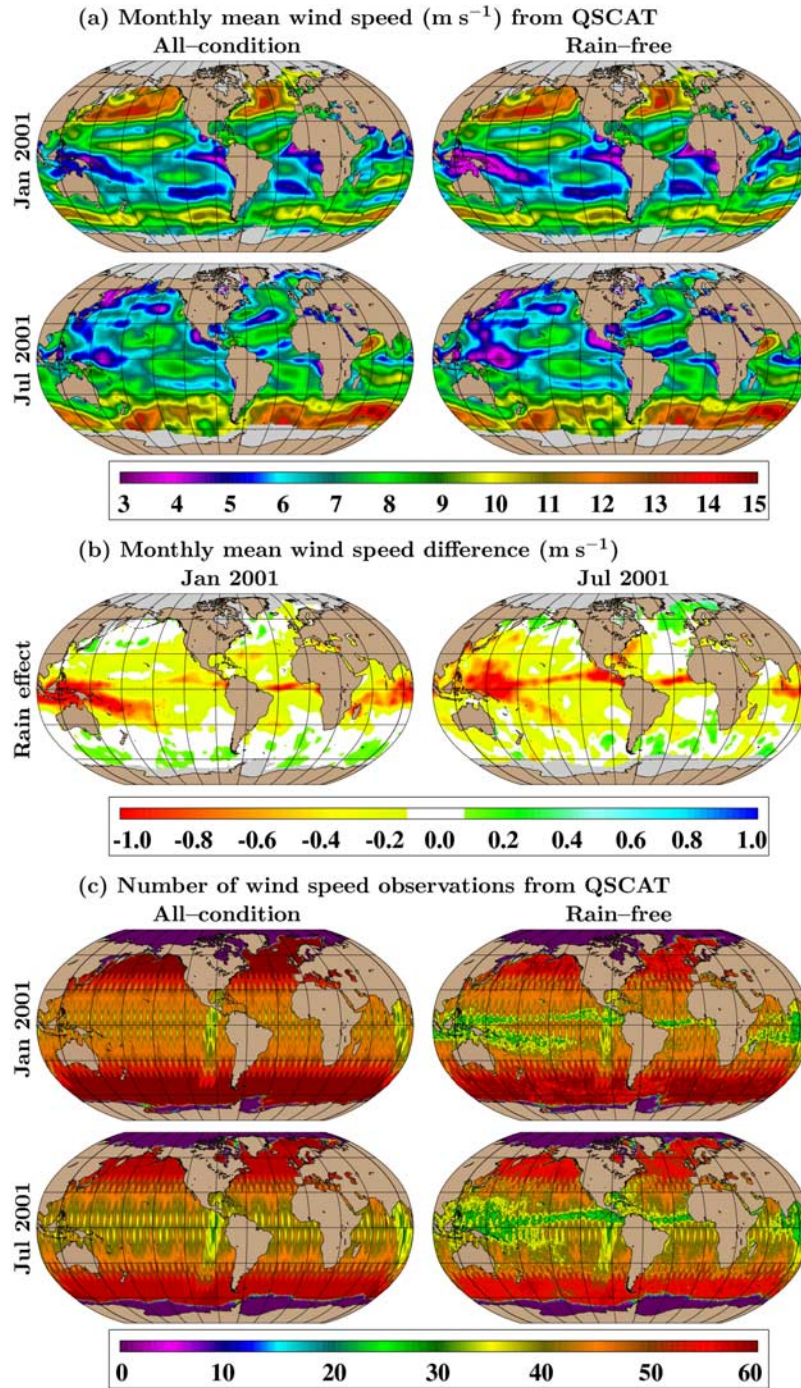 (a) Monthly mean wind speed (m s⁻¹) from QSCAT
All–condition Rain–free
Jan 2001
Jul 2001
3 4 5 6 7 8 9 10 11 12 13 14 15
(b) Monthly mean wind speed difference (m s⁻¹)
Jan 2001 Jul 2001
Rain effect
-1.0 -0.8 -0.6 -0.4 -0.2 0.0 0.2 0.4 0.6 0.8 1.0
(c) Number of wind speed observations from QSCAT
All–condition Rain–free
Jan 2001
Jul 2001
0 10 20 30 40 50 60